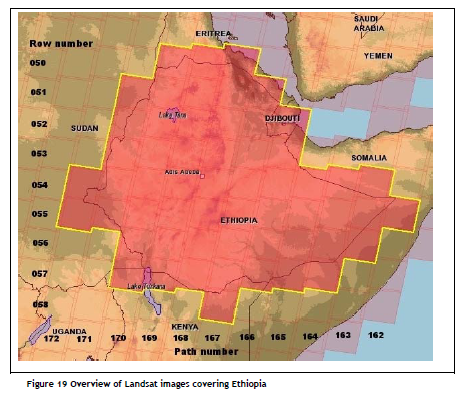 SAUDI
ARABIA
ERITREA
Row number
YEMEN
050
051
Lake Tana
052
DJIBOUTI
SUDAN
053
SOMALIA
Adis Abeba
054
055
ETHIOPIA
056
057
Lake Turkana
058
KENYA
UGANDA
172 171 170 169 168 167 166 165 164 163 162
Path number
Figure 19 Overview of Landsat images covering Ethiopia